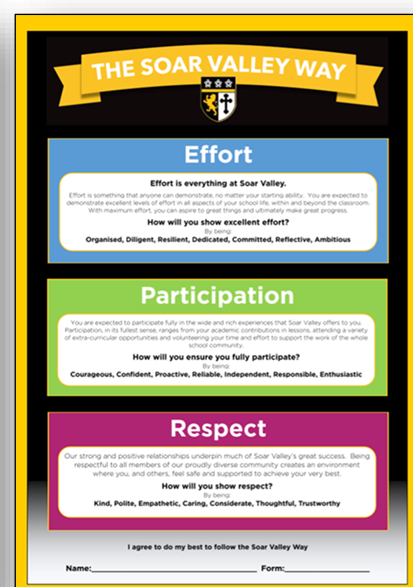 THE SOAR VALLEY WAY
Effort
Effort is everything at Soar Valley.
Effort is something that anyone can demonstrate, no matter your starting ability. You are expected to
demonstrate excellent levels of effort in all aspects of your school life, within and beyond the classroom.
With maximum effort, you can aspire to great things and ultimately make great progress.
How will you show excellent effort?
By being:
Organised, Diligent, Resilient, Dedicated, Committed, Reflective, Ambitious
Participation
You are expected to participate fully in the wide and rich experiences that Soar Valley offers to you.
Participation, in its fullest sense, ranges from your academic contributions in lessons, attending a variety
of extra-curricular opportunities and volunteering your time and effort to support the work of the whole
school community.
How will you ensure you fully participate?
By being:
Courageous, Confident, Proactive, Reliable, Independent, Responsible, Enthusiastic
Respect
Our strong and positive relationships underpin much of Soar Valley's great success. Being
respectful to all members of our proudly diverse community creates an environment
where you, and others, feel safe and supported to achieve your very best.
How will you show respect?
By being:
Kind, Polite, Empathetic, Caring, Considerate, Thoughtful, Trustworthy
I agree to do my best to follow the Soar Valley Way
Name:______________________ Form:______________